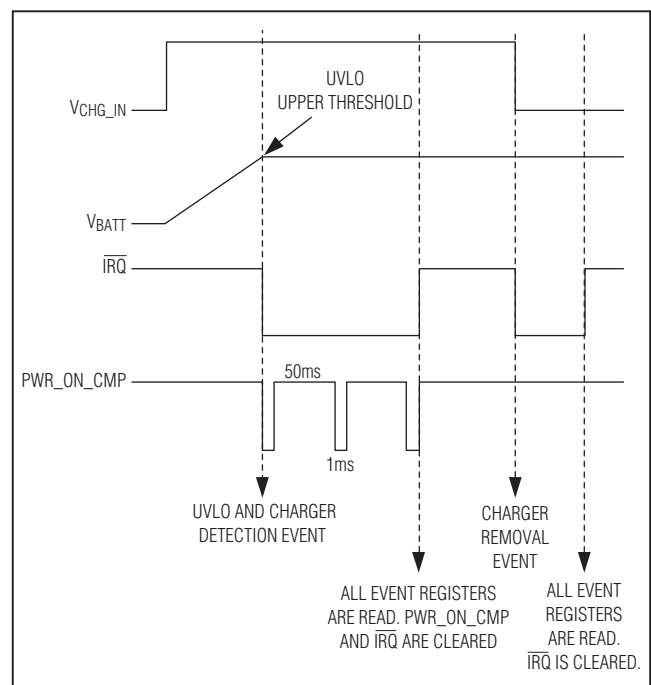 UVLO
UPPER THRESHOLD
VCHG_IN
VBATT
IRQ
PWR_ON_CMP
50ms
1ms
UVLO AND CHARGER
DETECTION EVENT
CHARGER
REMOVAL
EVENT
ALL EVENT REGISTERS
ARE READ. PWR_ON_CMP
AND IRQ ARE CLEARED
ALL EVENT
REGISTERS
ARE READ.
IRQ IS CLEARED.